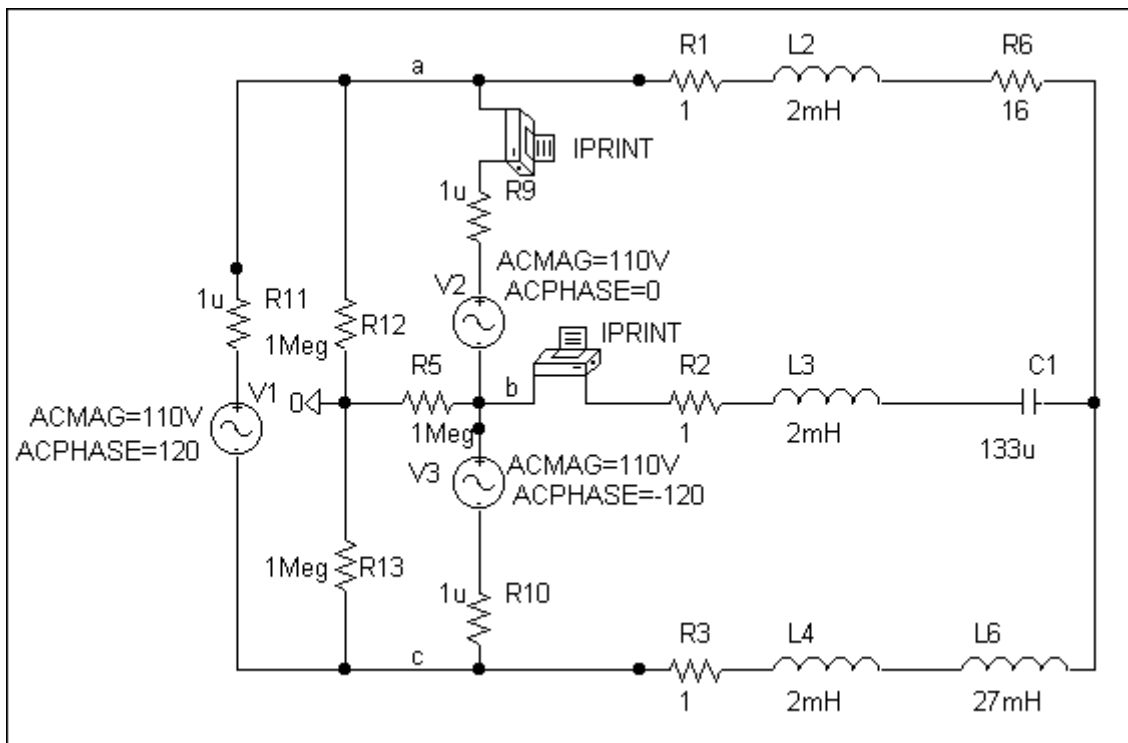 R1 L2 R6
a
1 2mH 16
IPRINT
1u R9
ACMAG=110V
V2 ACPHASE=0
1u R11
R12
1Meg
IPRINT
R5 R2 L3 C1
V1 0 b
1Meg 1 2mH 133u
ACMAG=110V
ACPHASE=120
V3 ACMAG=110V
ACPHASE=-120
1Meg R13
1u R10
R3 L4 L6
c
1 2mH 27mH